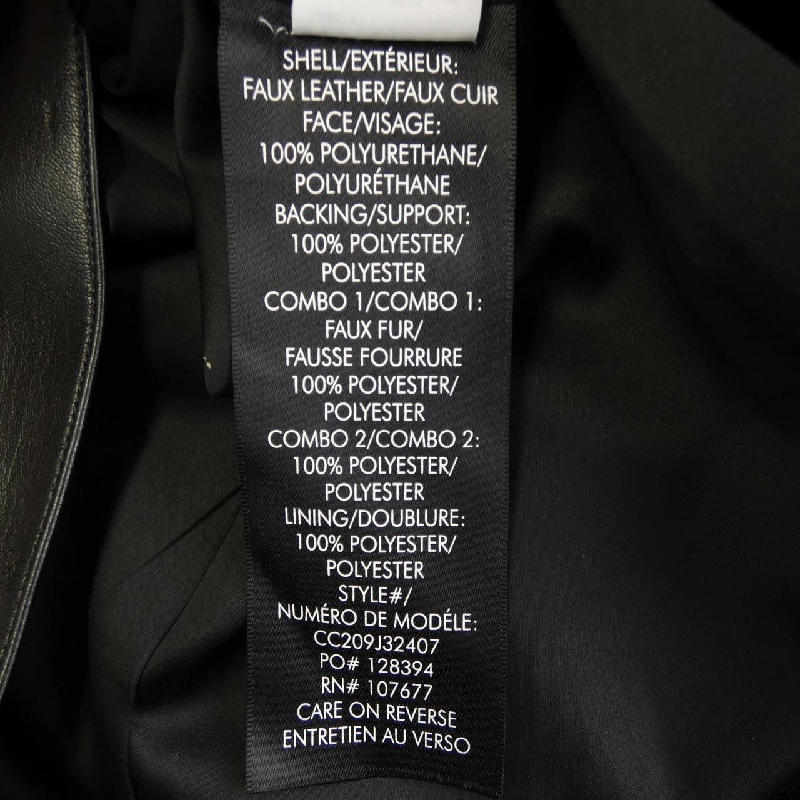 SHELL/EXTÉRIEUR:
FAUX LEATHER/FAUX CUIR
FACE/VISAGE:
100% POLYURETHANE/
POLYURÉTHANE
BACKING/SUPPORT:
100% POLYESTER/
POLYESTER
COMBO 1/COMBO 1:
FAUX FUR/
FAUSSE FOURRURE
100% POLYESTER/
POLYESTER
COMBO 2/COMBO 2:
100% POLYESTER/
POLYESTER
LINING/DOUBLURE:
100% POLYESTER/
POLYESTER
STYLE#/
NUMÉRO DE MODÉLE:
CC209J32407
PO# 128394
RN# 107677
CARE ON REVERSE
ENTRETIEN AU VERSO